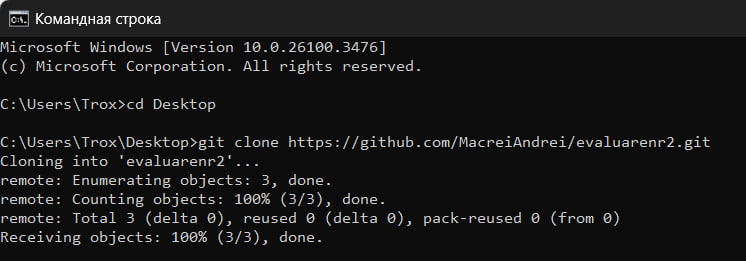 Командная строка
Microsoft Windows [Version 10.0.26100.3476]
(c) Microsoft Corporation. All rights reserved.
C:\Users\Trox>cd Desktop
C:\Users\Trox\Desktop>git clone https://github.com/MacreiAndrei/evaluarenr2.git
Cloning into 'evaluarenr2'...
remote: Enumerating objects: 3, done.
remote: Counting objects: 100% (3/3), done.
remote: Total 3 (delta 0), reused 0 (delta 0), pack-reused 0 (from 0)
Receiving objects: 100% (3/3), done.